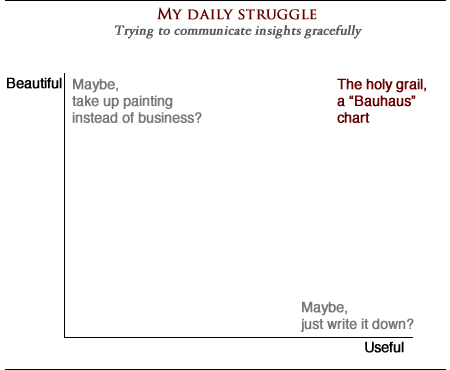 My daily struggle
Trying to communicate insights gracefully
Beautiful
Maybe,
take up painting
instead of business?
The holy grail,
a “Bauhaus”
chart
Maybe,
just write it down?
Useful